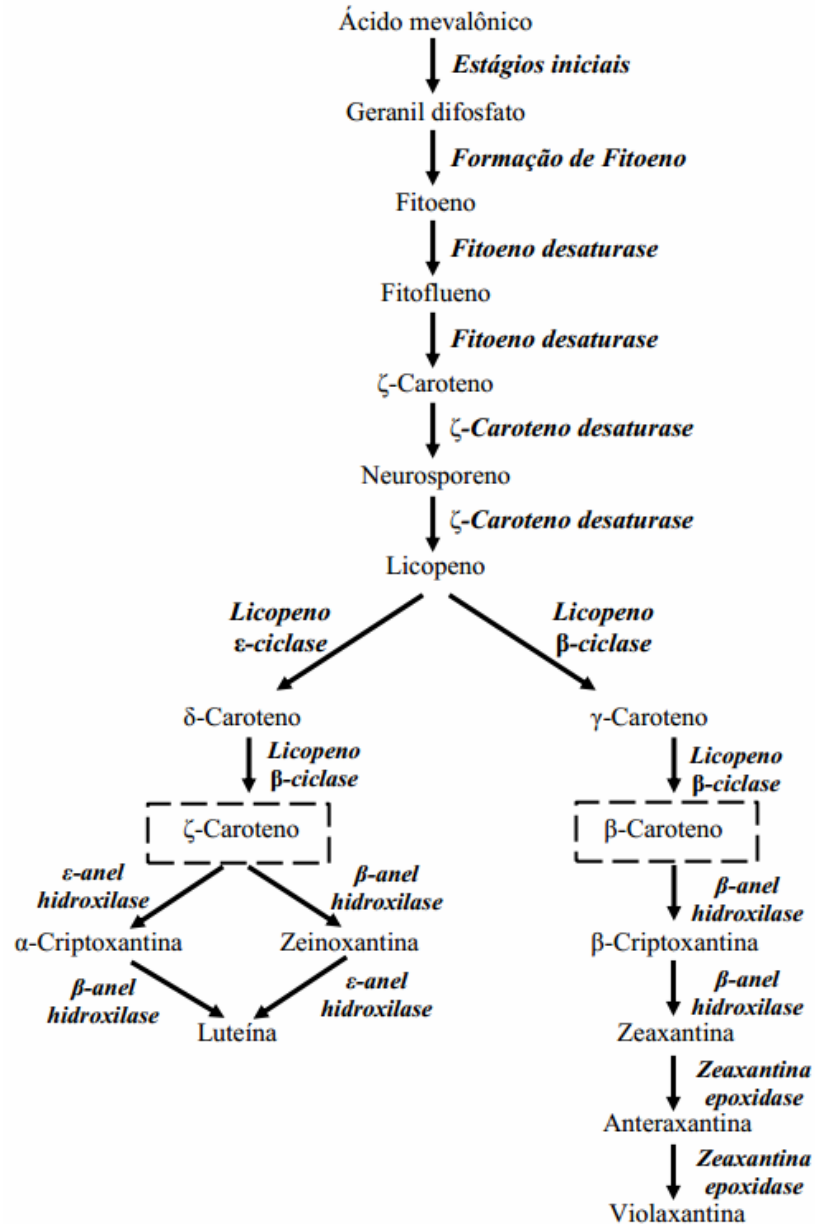 Ácido mevalônico
Estágios iniciais
Geranil difosfato
Formação de Fitoeno
Fitoeno
Fitoeno desaturase
Fitoflueno
Fitoeno desaturase
ζ-Caroteno
ζ-Caroteno desaturase
Neurosporeno
ζ-Caroteno desaturase
Licopeno
Licopeno
ε-ciclase
Licopeno
β-ciclase
δ-Caroteno
γ-Caroteno
Licopeno
β-ciclase
Licopeno
β-ciclase
ζ-Caroteno
β-Caroteno
ε-anel
hidroxilase
β-anel
hidroxilase
β-anel
hidroxilase
α-Criptoxantina
Zeinoxantina
β-Criptoxantina
β-anel
hidroxilase
ε-anel
hidroxilase
β-anel
hidroxilase
Luteína
Zeaxantina
Zeaxantina
epoxidase
Anteraxantina
Zeaxantina
epoxidase
Violaxantina